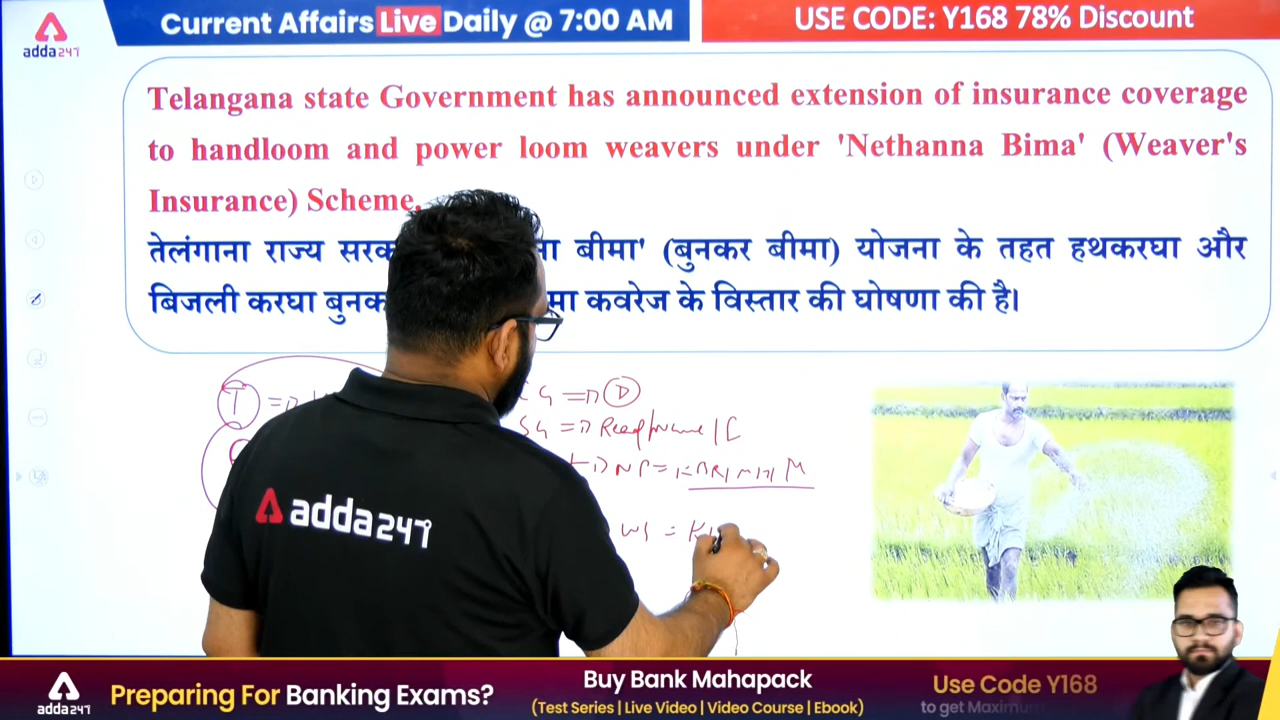 Current Affairs Live Daily @ 7:00 AM
USE CODE: Y168 78% Discount
adda247
Telangana state Government has announced extension of insurance coverage
to handloom and power loom weavers under 'Nethanna Bima' (Weaver's
Insurance) Scheme.
तेलंगाना राज्य बीमा' (बुनकर बीमा) योजना के तहत हथकरघा और
बिजली करघा कवरेज के विस्तार की घोषणा की है।
T =
adda247
adda247
Preparing For Banking Exams?
Buy Bank Mahapack
(Test Series | Live Video | Video Course | Ebook)
Use Code Y168
to get